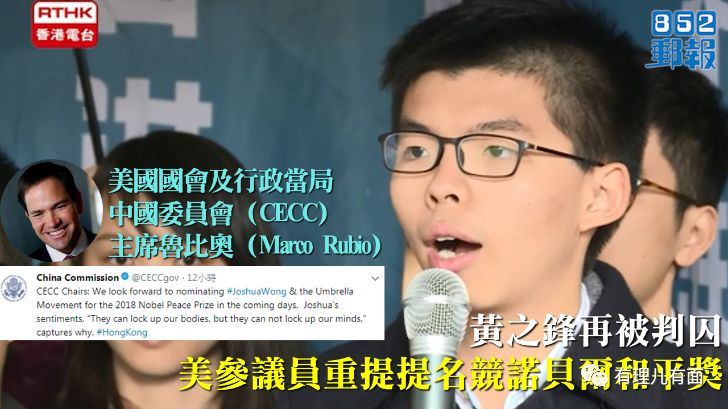 RTHK
香港電台
852
郵報
美國國會及行政當局
中國委員會（CECC）
主席魯比奧（Marco Rubio）
China Commission @CECCgov · 12小時
CECC Chairs: We look forward to nominating #JoshuaWong & the Umbrella
Movement for the 2018 Nobel Peace Prize in the coming days. Joshua's
sentiments, "They can lock up our bodies, but they can not lock up our minds,"
captures why. #HongKong
黃之鋒再被判囚
美參議員重提提名競諾貝爾和平獎
有理儿有面